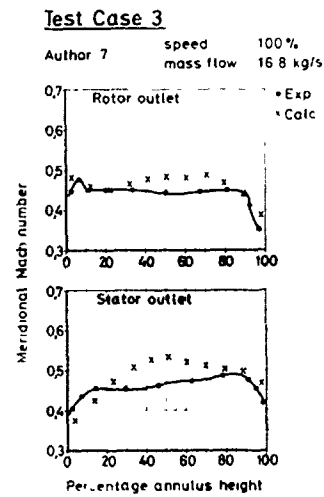 Test Case 3
Author 7
speed 100 %
mass flow 16 8 kg/s
• Exp
x Calc
0,7
Rotor outlet
0,6
0,5
0,4
0,3
0 20 40 60 80 100
Meridional Mach number
0,7
Stator outlet
0,6
0,5
0,4
0,3
0 20 40 60 80 100
Percentage annulus height